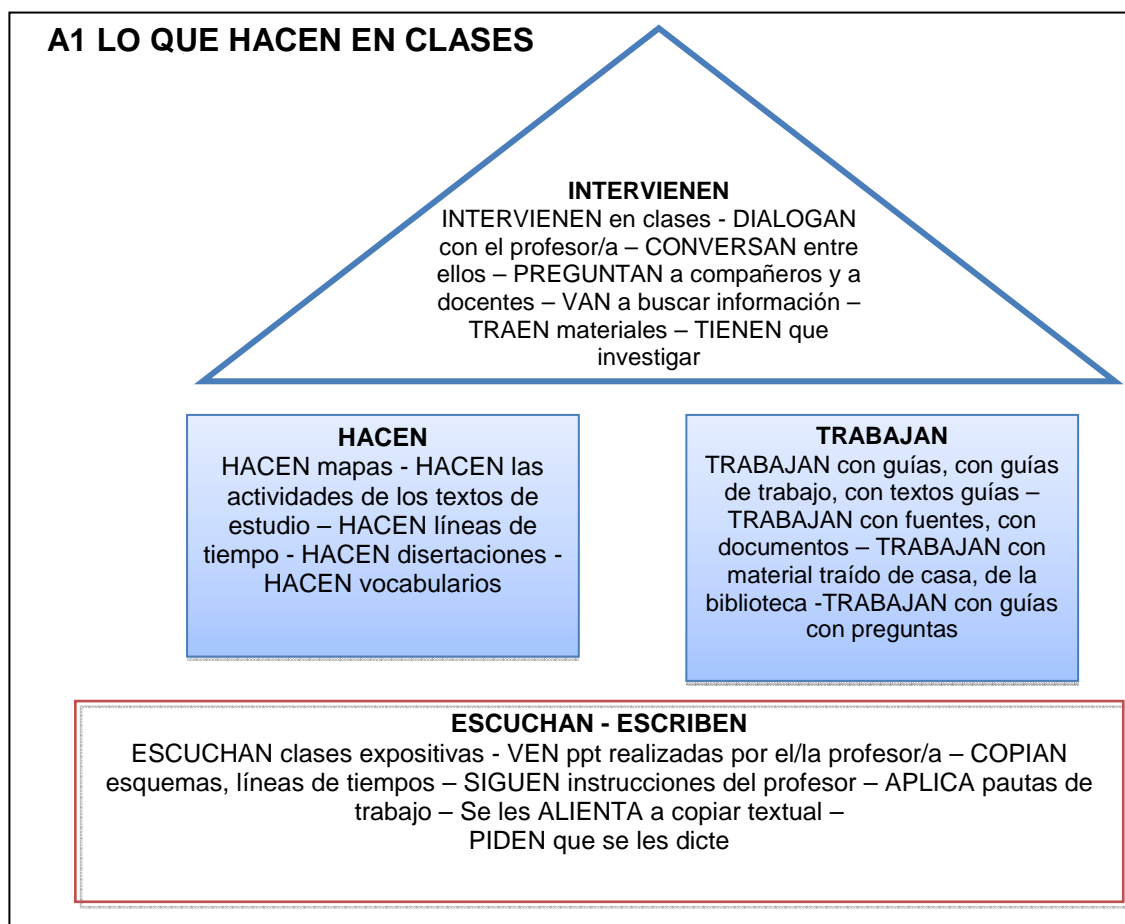 A1 LO QUE HACEN EN CLASES
INTERVIENEN
INTERVIENEN en clases - DIALOGAN
con el profesor/a – CONVERSAN entre
ellos – PREGUNTAN a compañeros y a
docentes – VAN a buscar información –
TRAEN materiales – TIENEN que
investigar
HACEN
HACEN mapas - HACEN las
actividades de los textos de
estudio – HACEN líneas de
tiempo - HACEN disertaciones -
HACEN vocabularios
TRABAJAN
TRABAJAN con guías, con guías
de trabajo, con textos guías –
TRABAJAN con fuentes, con
documentos – TRABAJAN con
material traído de casa, de la
biblioteca -TRABAJAN con guías
con preguntas
ESCUCHAN - ESCRIBEN
ESCUCHAN clases expositivas - VEN ppt realizadas por el/la profesor/a – COPIAN
esquemas, líneas de tiempos – SIGUEN instrucciones del profesor – APLICA pautas de
trabajo – Se les ALIENTA a copiar textual –
PIDEN que se les dicte